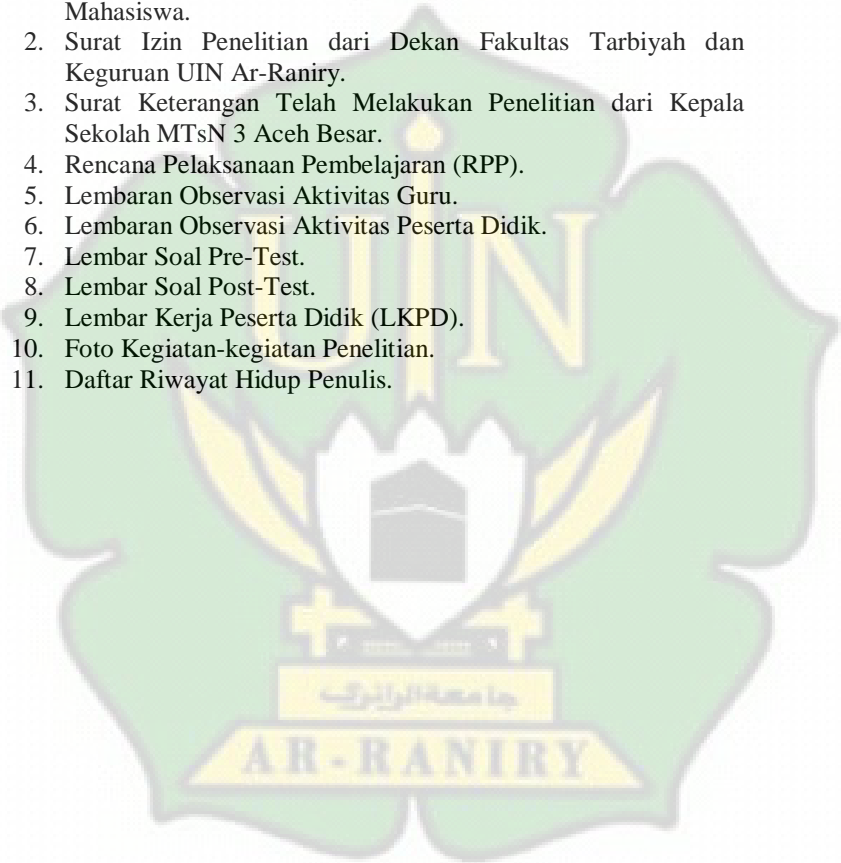 Mahasiswa.
2. Surat Izin Penelitian dari Dekan Fakultas Tarbiyah dan
Keguruan UIN Ar-Raniry.
3. Surat Keterangan Telah Melakukan Penelitian dari Kepala
Sekolah MTsN 3 Aceh Besar.
4. Rencana Pelaksanaan Pembelajaran (RPP).
5. Lembaran Observasi Aktivitas Guru.
6. Lembaran Observasi Aktivitas Peserta Didik.
7. Lembar Soal Pre-Test.
8. Lembar Soal Post-Test.
9. Lembar Kerja Peserta Didik (LKPD).
10. Foto Kegiatan-kegiatan Penelitian.
11. Daftar Riwayat Hidup Penulis.
UIN
جامعة الرانري
AR-RANIRY